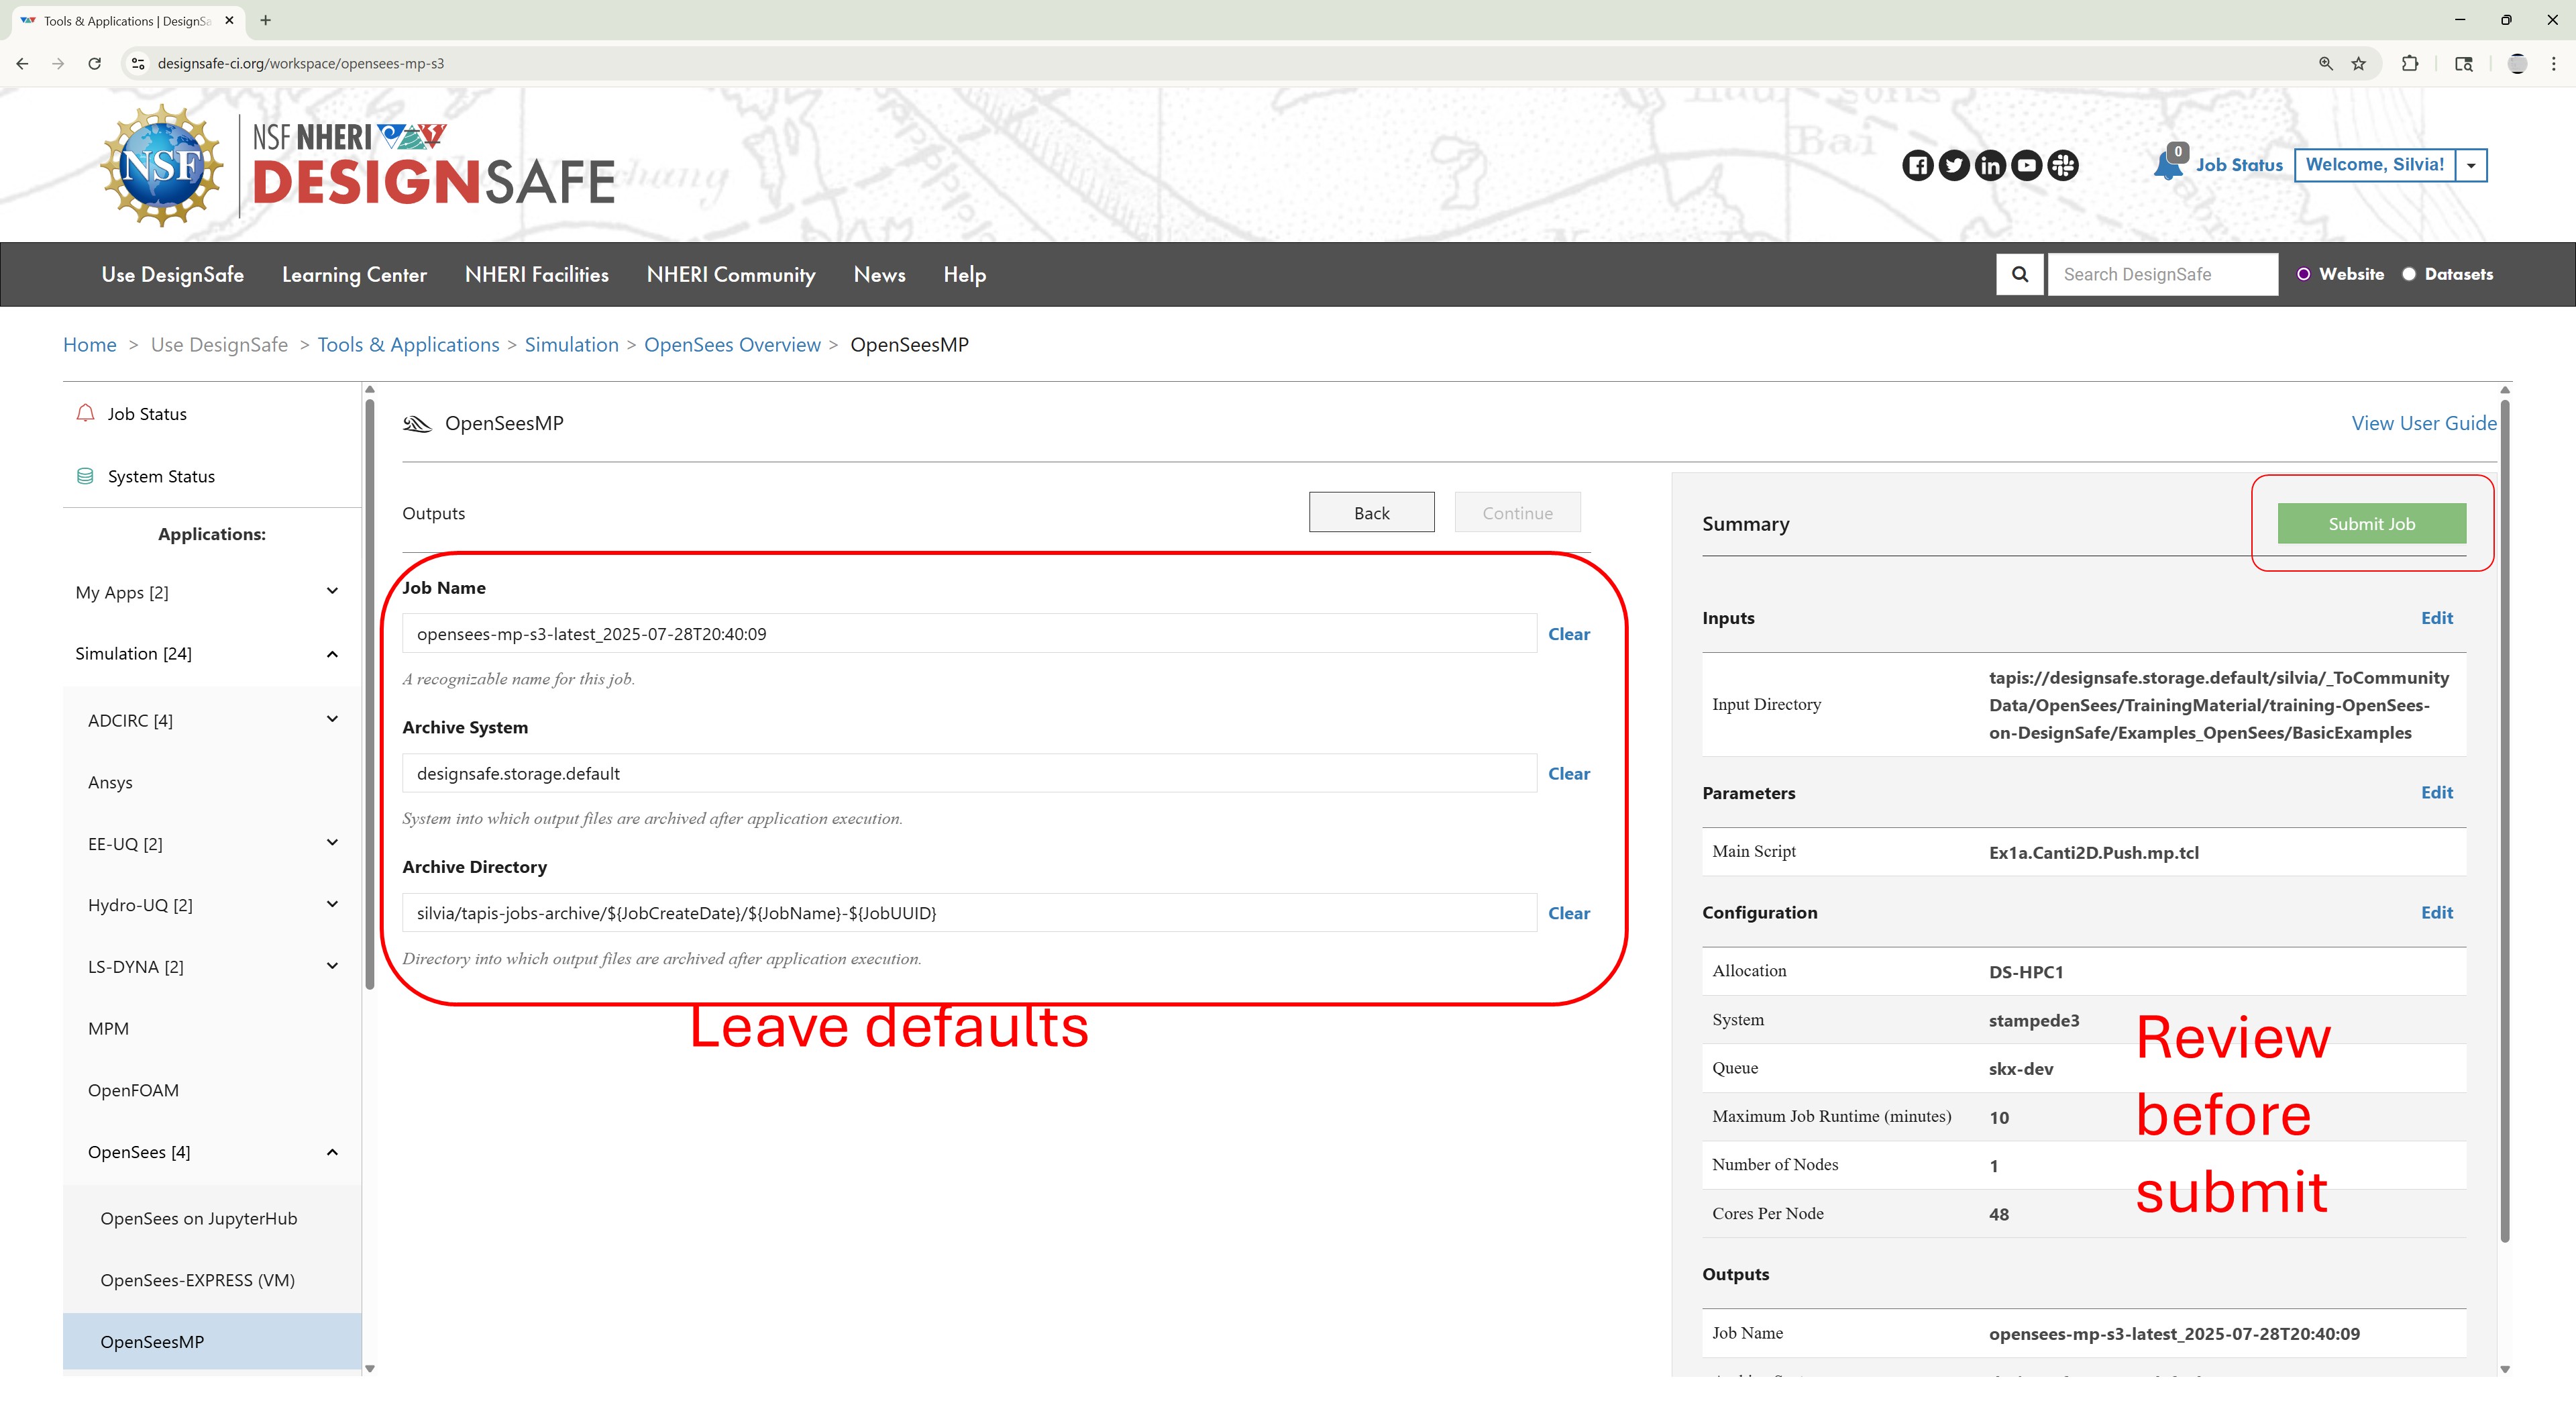 Tools & Applications | DesignSa
designsafe-ci.org/workspace/opensees-mp-s3
NSF
NSF NHERI
DESIGNSAFE
0
Job Status
Welcome, Silvia!
Use DesignSafe
Learning Center
NHERI Facilities
NHERI Community
News
Help
Search DesignSafe
Website
Datasets
Home > Use DesignSafe > Tools & Applications > Simulation > OpenSees Overview > OpenSeesMP
Job Status
System Status
Applications:
My Apps [2]
Simulation [24]
ADCIRC [4]
Ansys
EE-UQ [2]
Hydro-UQ [2]
LS-DYNA [2]
MPM
OpenFOAM
OpenSees [4]
OpenSees on JupyterHub
OpenSees-EXPRESS (VM)
OpenSeesMP
OpenSeesMP
View User Guide
Outputs
Back
Continue
Job Name
opensees-mp-s3-latest_2025-07-28T20:40:09
Clear
A recognizable name for this job.
Archive System
designsafe.storage.default
Clear
System into which output files are archived after application execution.
Archive Directory
silvia/tapis-jobs-archive/${JobCreateDate}/${JobName}-${JobUUID}
Clear
Directory into which output files are archived after application execution.
Leave defaults
Summary
Submit Job
Inputs
Edit
Input Directory
tapis://designsafe.storage.default/silvia/_ToCommunity
Data/OpenSees/TrainingMaterial/training-OpenSees-
on-DesignSafe/Examples_OpenSees/BasicExamples
Parameters
Edit
Main Script
Ex1a.Canti2D.Push.mp.tcl
Configuration
Edit
Allocation
DS-HPC1
System
stampede3
Queue
skx-dev
Maximum Job Runtime (minutes)
10
Number of Nodes
1
Cores Per Node
48
Review
before
submit
Outputs
Job Name
opensees-mp-s3-latest_2025-07-28T20:40:09